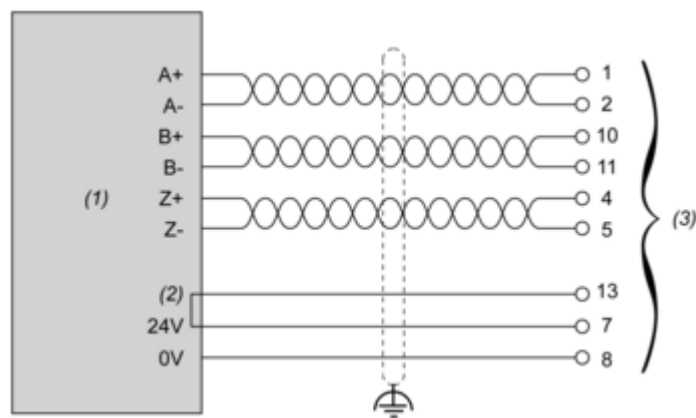 A+ 1
A- 2
B+ 10
B- 11
(1)
Z+ 4
(3)
Z- 5
(2) 13
24V 7
0V 8